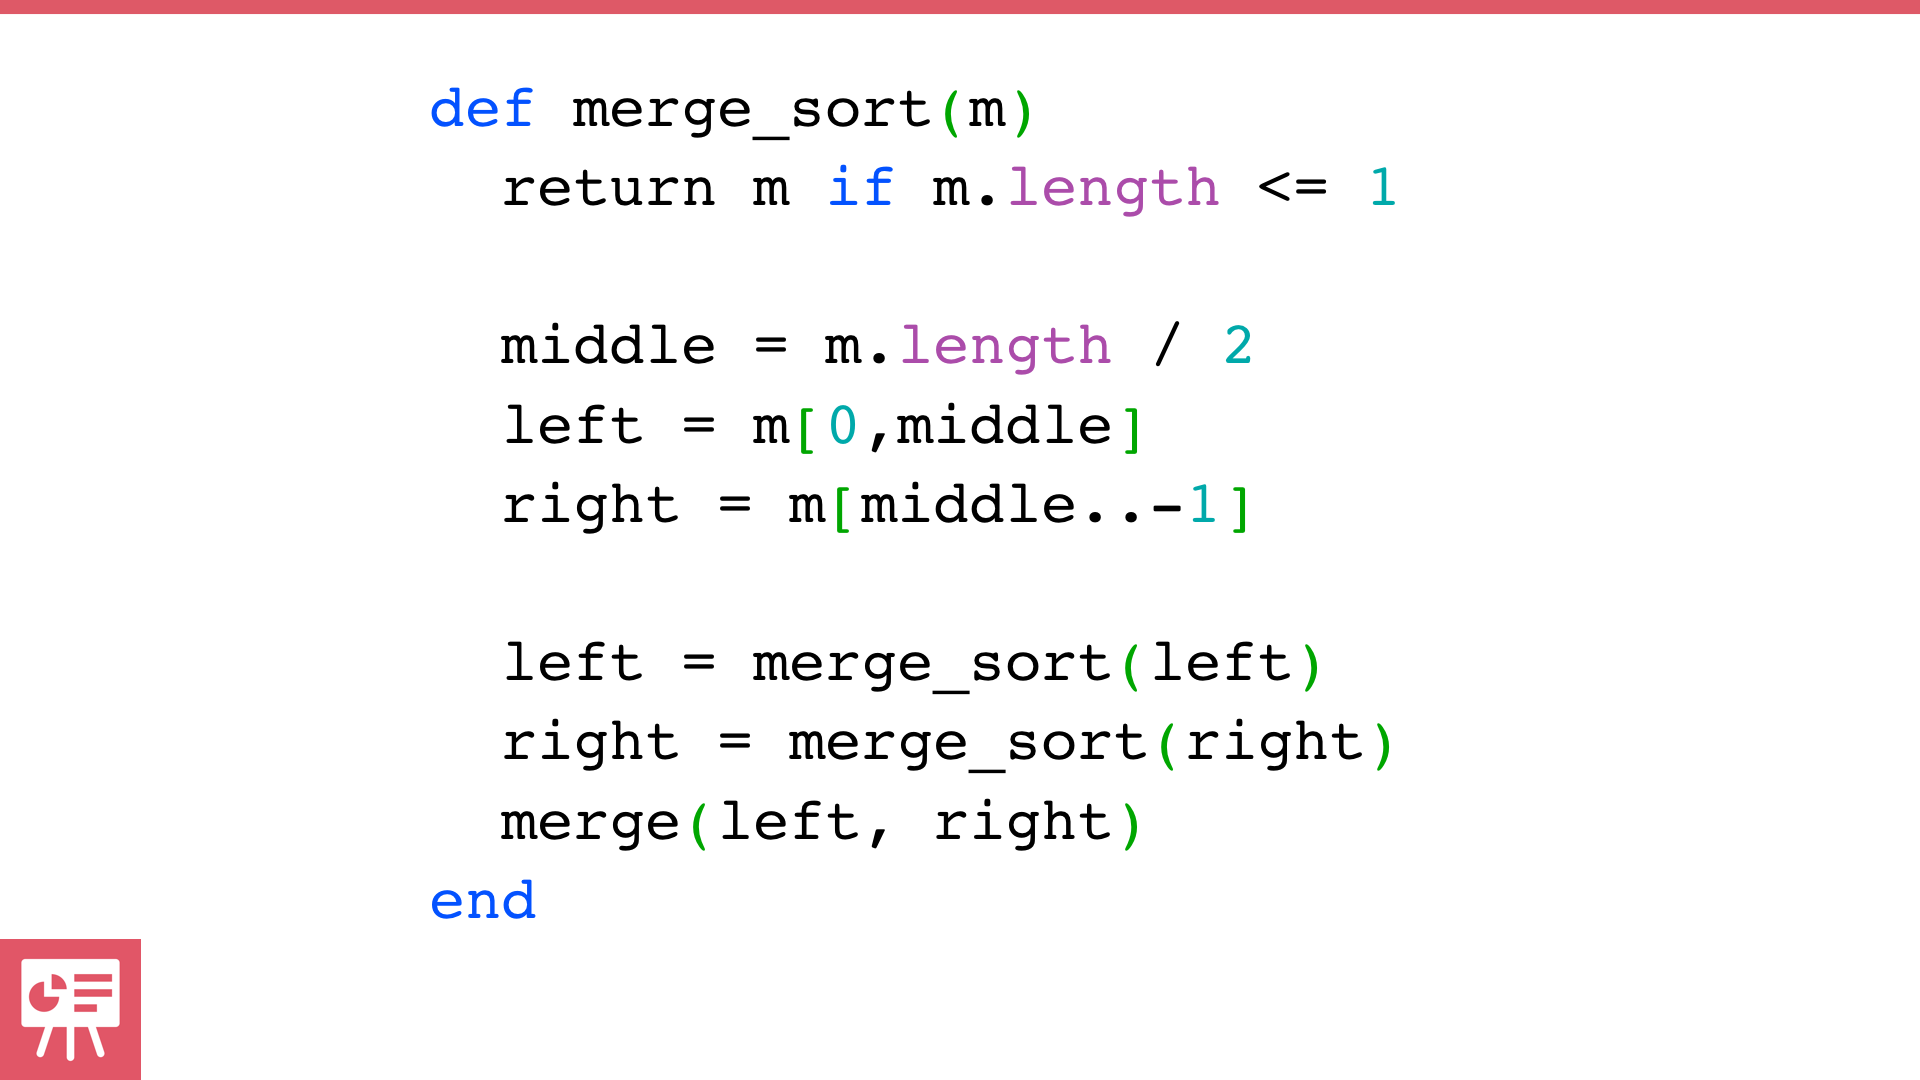 def merge_sort(m)
  return m if m.length <= 1

  middle = m.length / 2
  left = m[0,middle]
  right = m[middle..-1]

  left = merge_sort(left)
  right = merge_sort(right)
  merge(left, right)
end